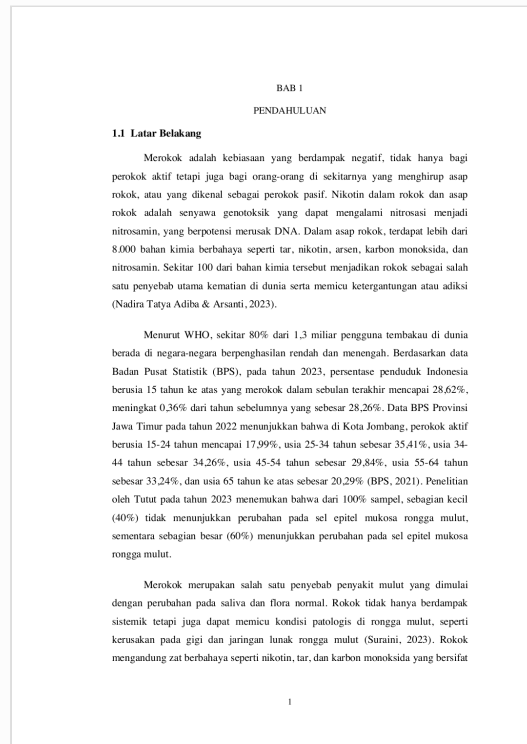 BAB 1
PENDAHULUAN
1.1 Latar Belakang
Merokok adalah kebiasaan yang berdampak negatif, tidak hanya bagi
perokok aktif tetapi juga bagi orang-orang di sekitarnya yang menghirup asap
rokok, atau yang dikenal sebagai perokok pasif. Nikotin dalam rokok dan asap
rokok adalah senyawa genotoksik yang dapat mengalami nitrosasi menjadi
nitrosamin, yang berpotensi merusak DNA. Dalam asap rokok, terdapat lebih dari
8.000 bahan kimia berbahaya seperti tar, nikotin, arsen, karbon monoksida, dan
nitrosamin. Sekitar 100 dari bahan kimia tersebut menjadikan rokok sebagai salah
satu penyebab utama kematian di dunia serta memicu ketergantungan atau adiksi
(Nadira Tatya Adiba & Arsanti, 2023).
Menurut WHO, sekitar 80% dari 1,3 miliar pengguna tembakau di dunia
berada di negara-negara berpenghasilan rendah dan menengah. Berdasarkan data
Badan Pusat Statistik (BPS), pada tahun 2023, persentase penduduk Indonesia
berusia 15 tahun ke atas yang merokok dalam sebulan terakhir mencapai 28,62%,
meningkat 0,36% dari tahun sebelumnya yang sebesar 28,26%. Data BPS Provinsi
Jawa Timur pada tahun 2022 menunjukkan bahwa di Kota Jombang, perokok aktif
berusia 15-24 tahun mencapai 17,99%, usia 25-34 tahun sebesar 35,41%, usia 34-
44 tahun sebesar 34,26%, usia 45-54 tahun sebesar 29,84%, usia 55-64 tahun
sebesar 33,24%, dan usia 65 tahun ke atas sebesar 20,29% (BPS, 2021). Penelitian
oleh Tutut pada tahun 2023 menemukan bahwa dari 100% sampel, sebagian kecil
(40%) tidak menunjukkan perubahan pada sel epitel mukosa rongga mulut,
sementara sebagian besar (60%) menunjukkan perubahan pada sel epitel mukosa
rongga mulut.
Merokok merupakan salah satu penyebab penyakit mulut yang dimulai
dengan perubahan pada saliva dan flora normal. Rokok tidak hanya berdampak
sistemik tetapi juga dapat memicu kondisi patologis di rongga mulut, seperti
kerusakan pada gigi dan jaringan lunak rongga mulut (Suraini, 2023). Rokok
mengandung zat berbahaya seperti nikotin, tar, dan karbon monoksida yang bersifat
1